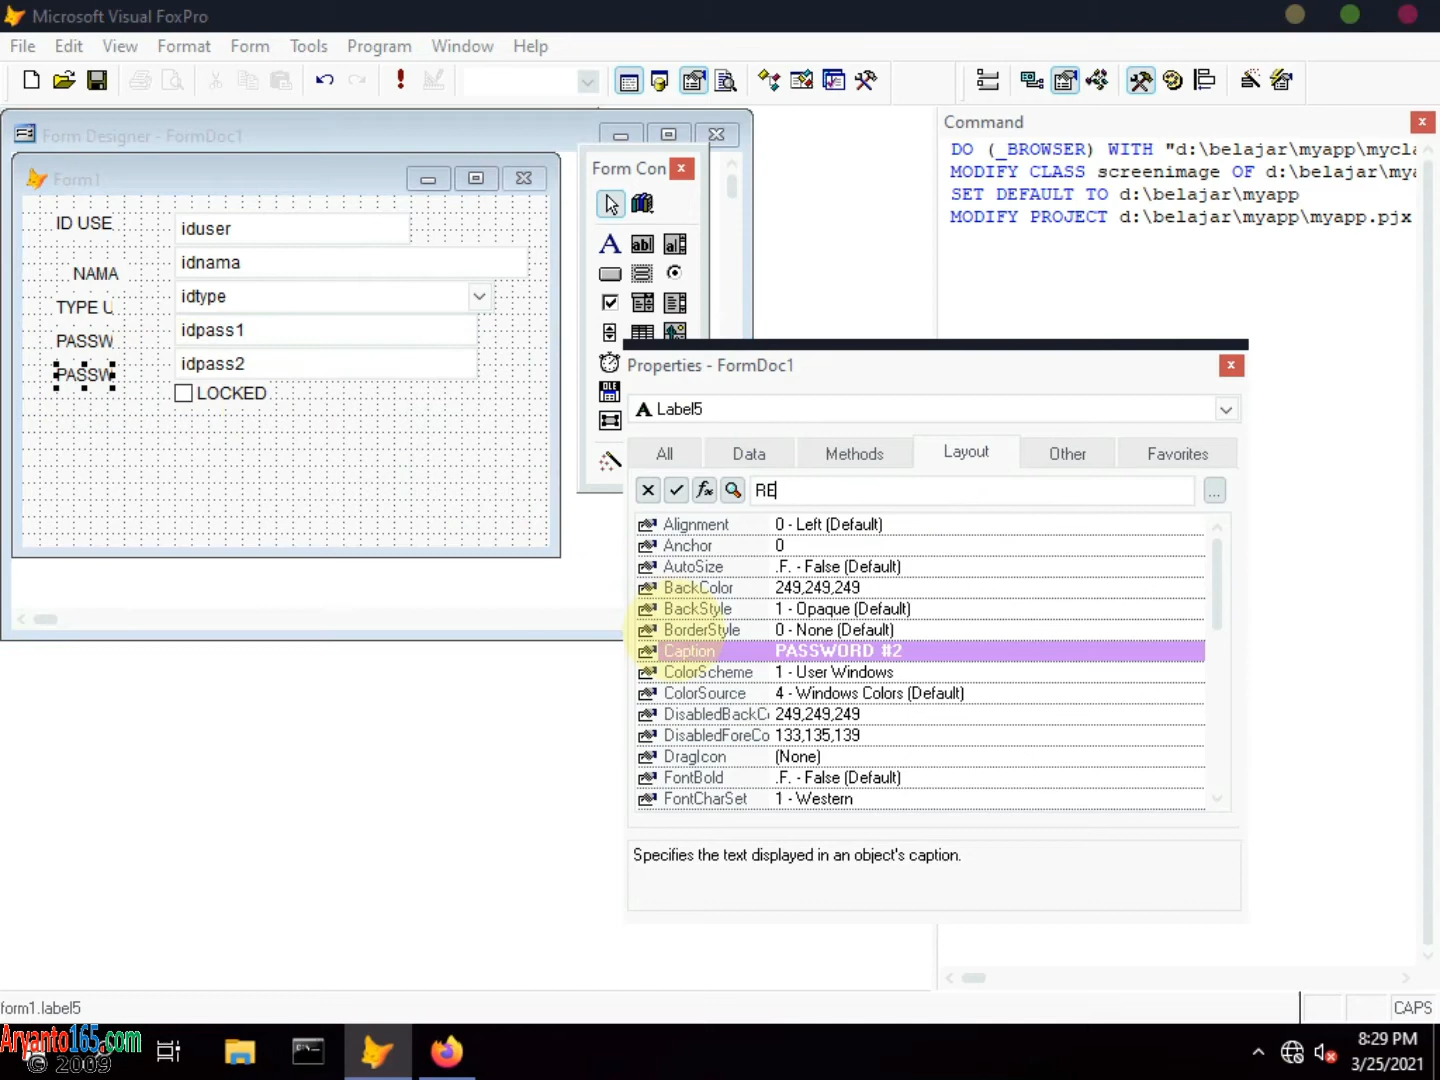 Microsoft Visual FoxPro
File Edit View Format Form Tools Program Window Help
Form Designer - FormDoc1
Form1
ID USE
iduser
NAMA
idnama
TYPE U
idtype
PASSW
idpass1
PASSW
idpass2
LOCKED
Form Con
A
abl
al
OLE
Command
DO (_BROWSER) WITH "d:\belajar\myapp\mycla
MODIFY CLASS screenimage OF d:\belajar\mya
SET DEFAULT TO d:\belajar\myapp
MODIFY PROJECT d:\belajar\myapp\myapp.pjx
Properties - FormDoc1
A Label5
All Data Methods Layout Other Favorites
fx RE ...
Alignment 0 - Left (Default)
Anchor 0
AutoSize .F. - False (Default)
BackColor 249,249,249
BackStyle 1 - Opaque (Default)
BorderStyle 0 - None (Default)
Caption PASSWORD #2
ColorScheme 1 - User Windows
ColorSource 4 - Windows Colors (Default)
DisabledBackC 249,249,249
DisabledForeCo 133,135,139
DragIcon (None)
FontBold .F. - False (Default)
FontCharSet 1 - Western
Specifies the text displayed in an object's caption.
form1.label5
CAPS
Aryanto165.com
© 2009
8:29 PM
3/25/2021